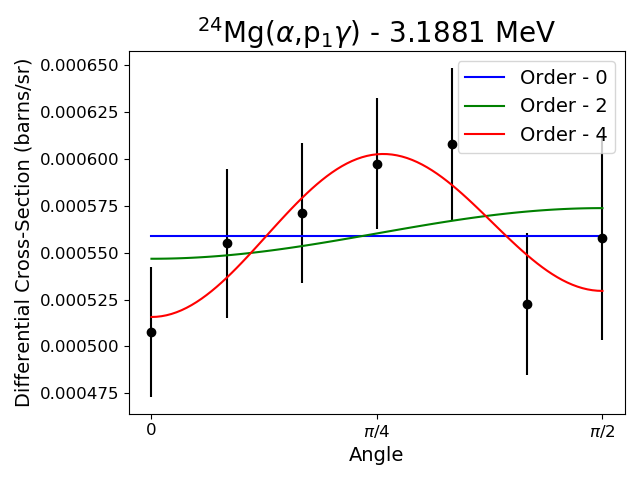 ²⁴Mg(α,p₁γ) - 3.1881 MeV
Differential Cross-Section (barns/sr)
0.000650
0.000625
0.000600
0.000575
0.000550
0.000525
0.000500
0.000475
Order - 0
Order - 2
Order - 4
0 π/4 π/2
Angle